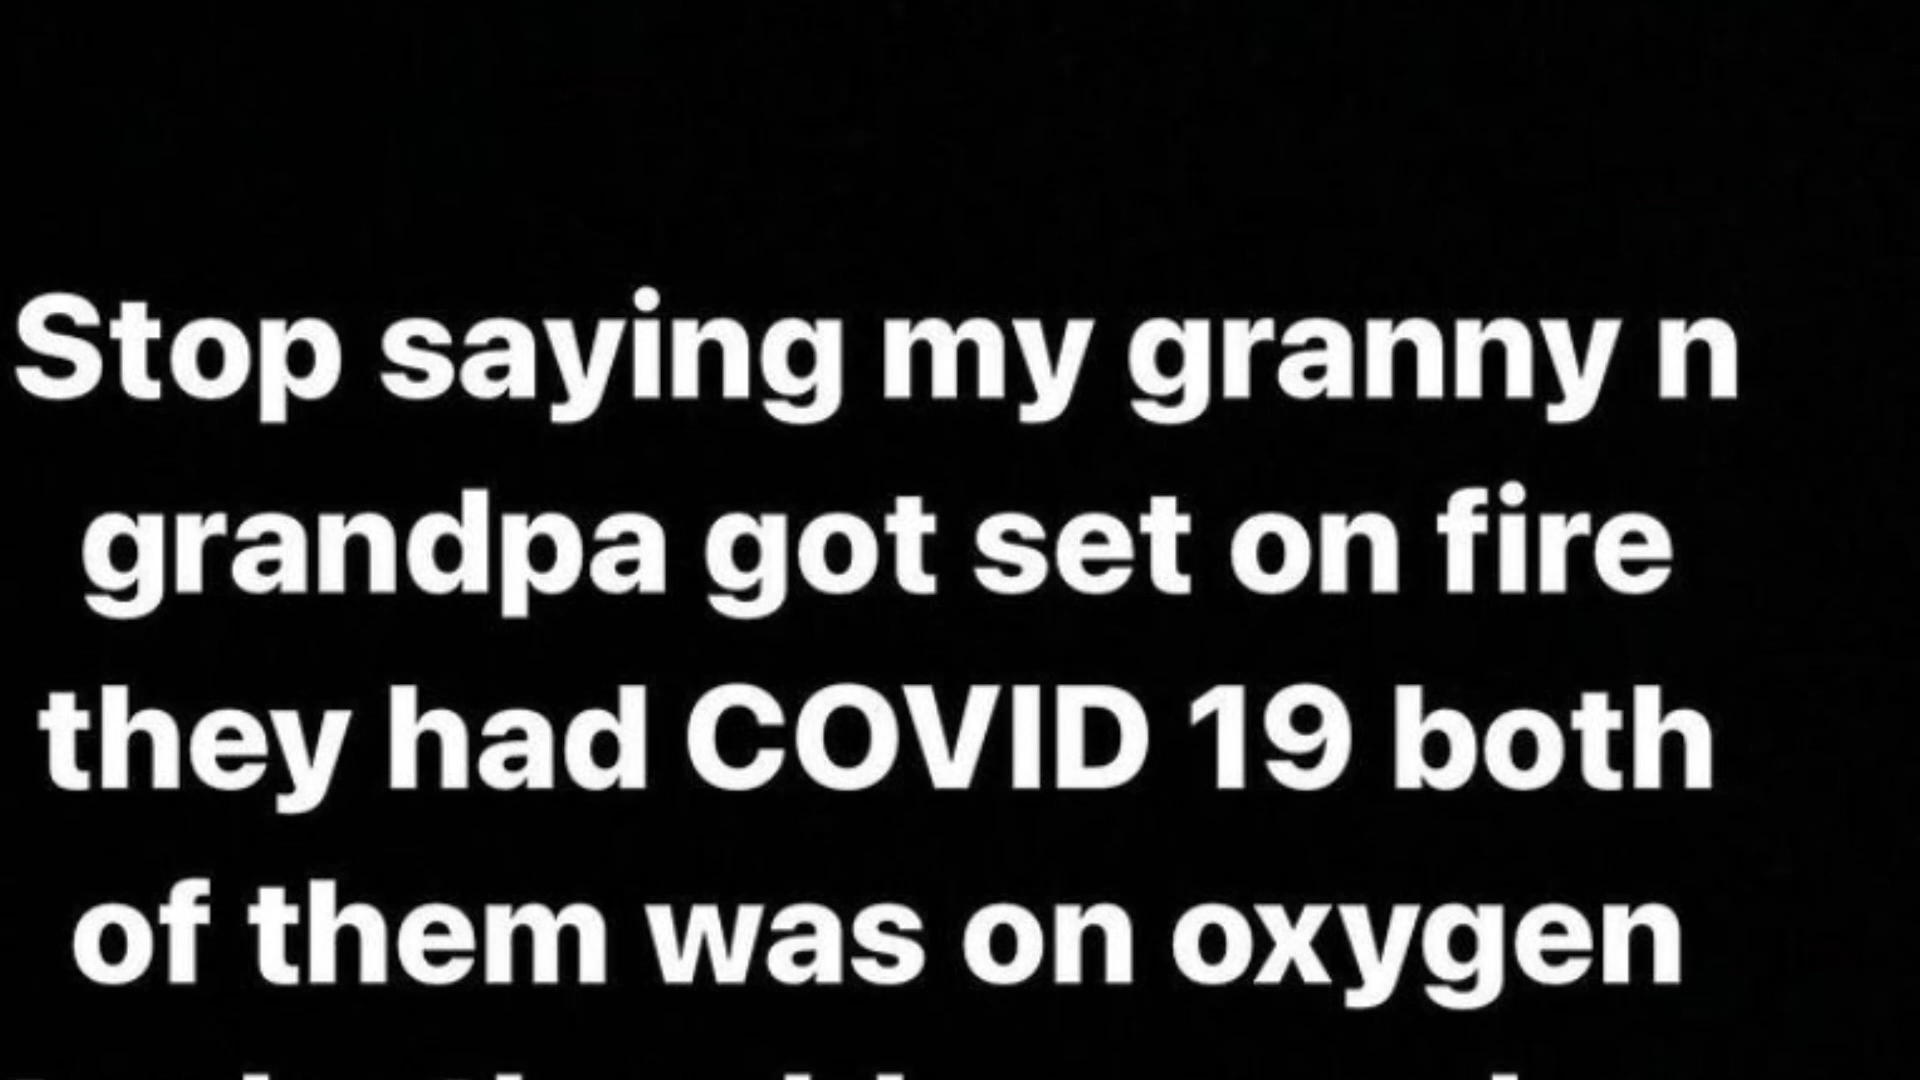 Stop saying my granny n
grandpa got set on fire
they had COVID 19 both
of them was on oxygen